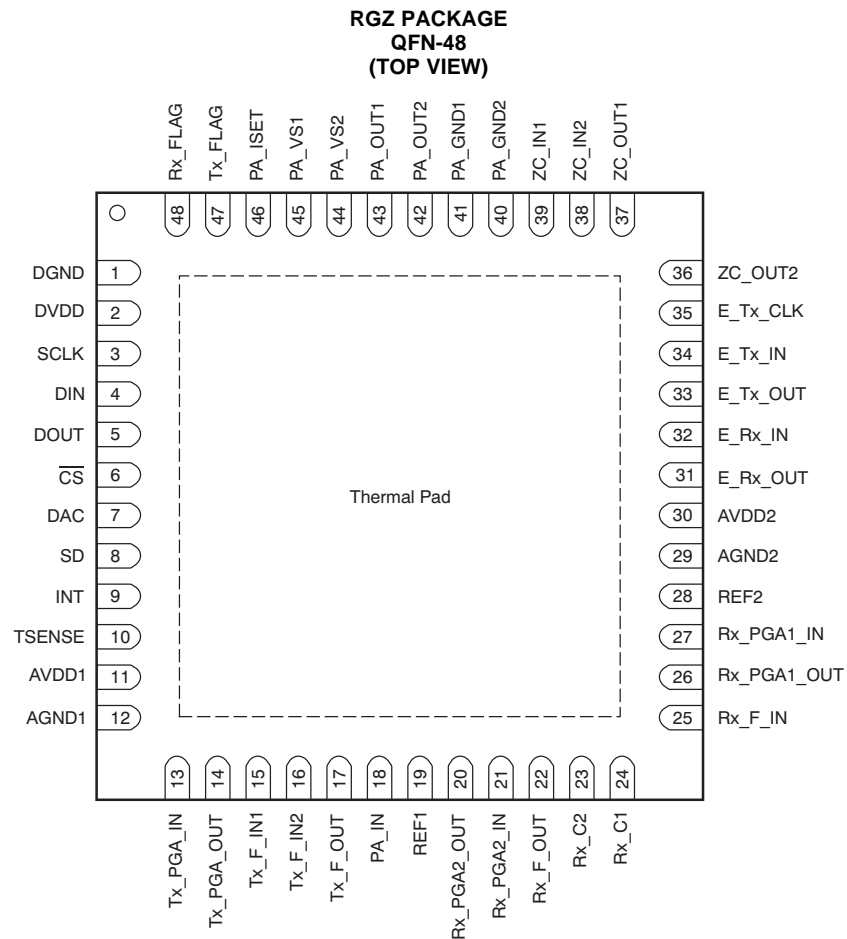 RGZ PACKAGE
QFN-48
(TOP VIEW)
Rx_FLAG
Tx_FLAG
PA_ISET
PA_VS1
PA_VS2
PA_OUT1
PA_OUT2
PA_GND1
PA_GND2
ZC_IN1
ZC_IN2
ZC_OUT1
48
47
46
45
44
43
42
41
40
39
38
37
DGND 1
DVDD 2
SCLK 3
DIN 4
DOUT 5
CS 6
DAC 7
SD 8
INT 9
TSENSE 10
AVDD1 11
AGND1 12
Thermal Pad
36 ZC_OUT2
35 E_Tx_CLK
34 E_Tx_IN
33 E_Tx_OUT
32 E_Rx_IN
31 E_Rx_OUT
30 AVDD2
29 AGND2
28 REF2
27 Rx_PGA1_IN
26 Rx_PGA1_OUT
25 Rx_F_IN
13
14
15
16
17
18
19
20
21
22
23
24
Tx_PGA_IN
Tx_PGA_OUT
Tx_F_IN1
Tx_F_IN2
Tx_F_OUT
PA_IN
REF1
Rx_PGA2_OUT
Rx_PGA2_IN
Rx_F_OUT
Rx_C2
Rx_C1